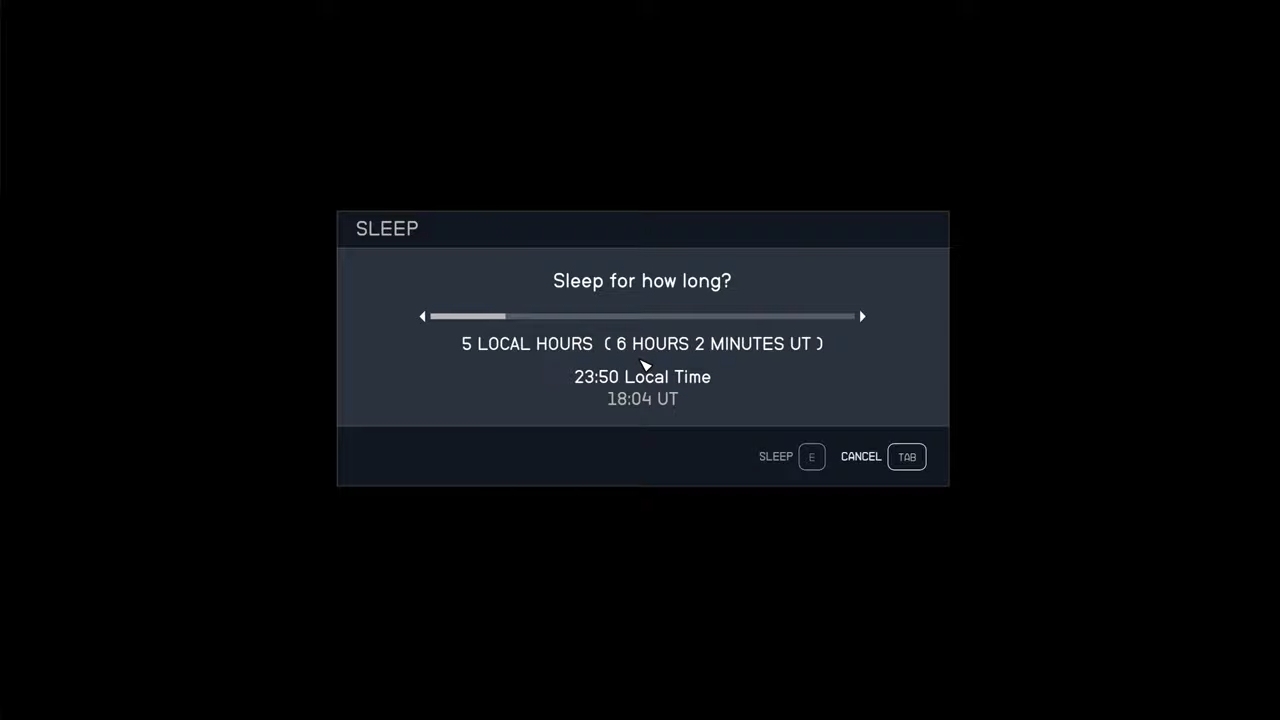 SLEEP
Sleep for how long?
5 LOCAL HOURS ( 6 HOURS 2 MINUTES UT )
23:50 Local Time
18:04 UT
SLEEP E CANCEL TAB